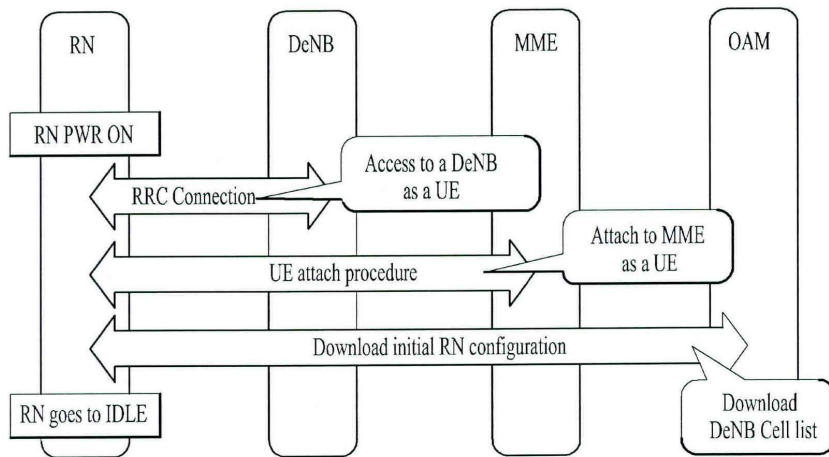 RN
DeNB
MME
OAM
RN PWR ON
Access to a DeNB
as a UE
RRC Connection
Attach to MME
as a UE
UE attach procedure
Download initial RN configuration
RN goes to IDLE
Download
DeNB Cell list